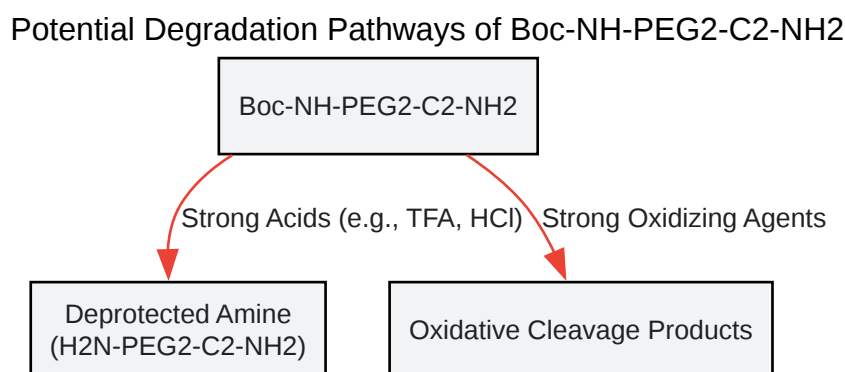 Potential Degradation Pathways of Boc-NH-PEG2-C2-NH2
Boc-NH-PEG2-C2-NH2
Strong Acids (e.g., TFA, HCl)
Strong Oxidizing Agents
Deprotected Amine
(H2N-PEG2-C2-NH2)
Oxidative Cleavage Products